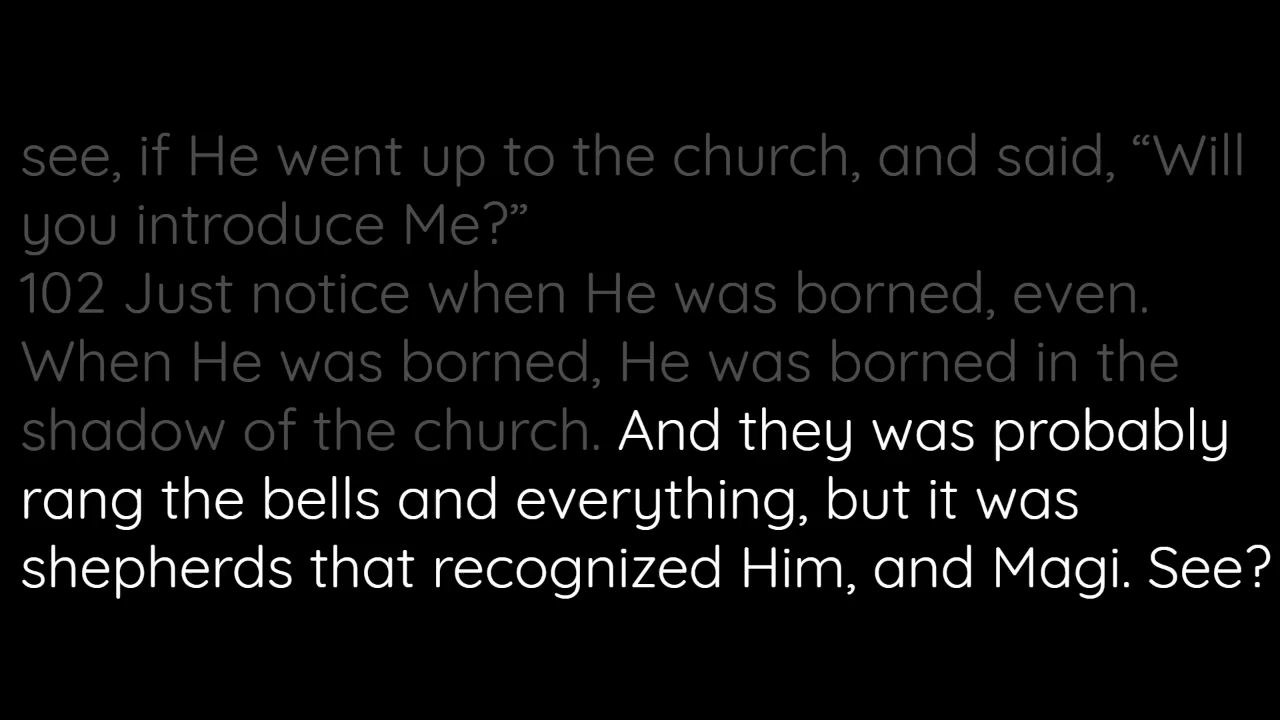 see, if He went up to the church, and said, “Will
you introduce Me?”
102 Just notice when He was borned, even.
When He was borned, He was borned in the
shadow of the church. And they was probably
rang the bells and everything, but it was
shepherds that recognized Him, and Magi. See?